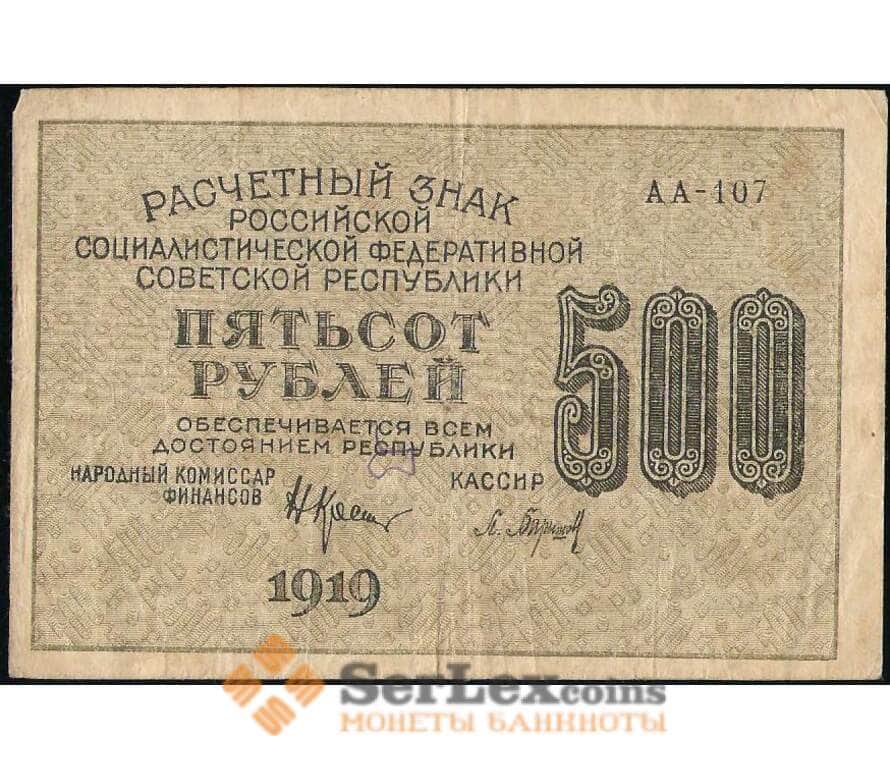 РАСЧЕТНЫЙ ЗНАК
РОССИЙСКОЙ
СОЦИАЛИСТИЧЕСКОЙ ФЕДЕРАТИВНОЙ
СОВЕТСКОЙ РЕСПУБЛИКИ
АА-107
ПЯТЬСОТ
РУБЛЕЙ
500
ОБЕСПЕЧИВАЕТСЯ ВСЕМ
ДОСТОЯНИЕМ РЕСПУБЛИКИ
НАРОДНЫЙ КОМИССАР
ФИНАНСОВ
КАССИР
1919
SerLexcoins
МОНЕТЫ БАНКНОТЫ